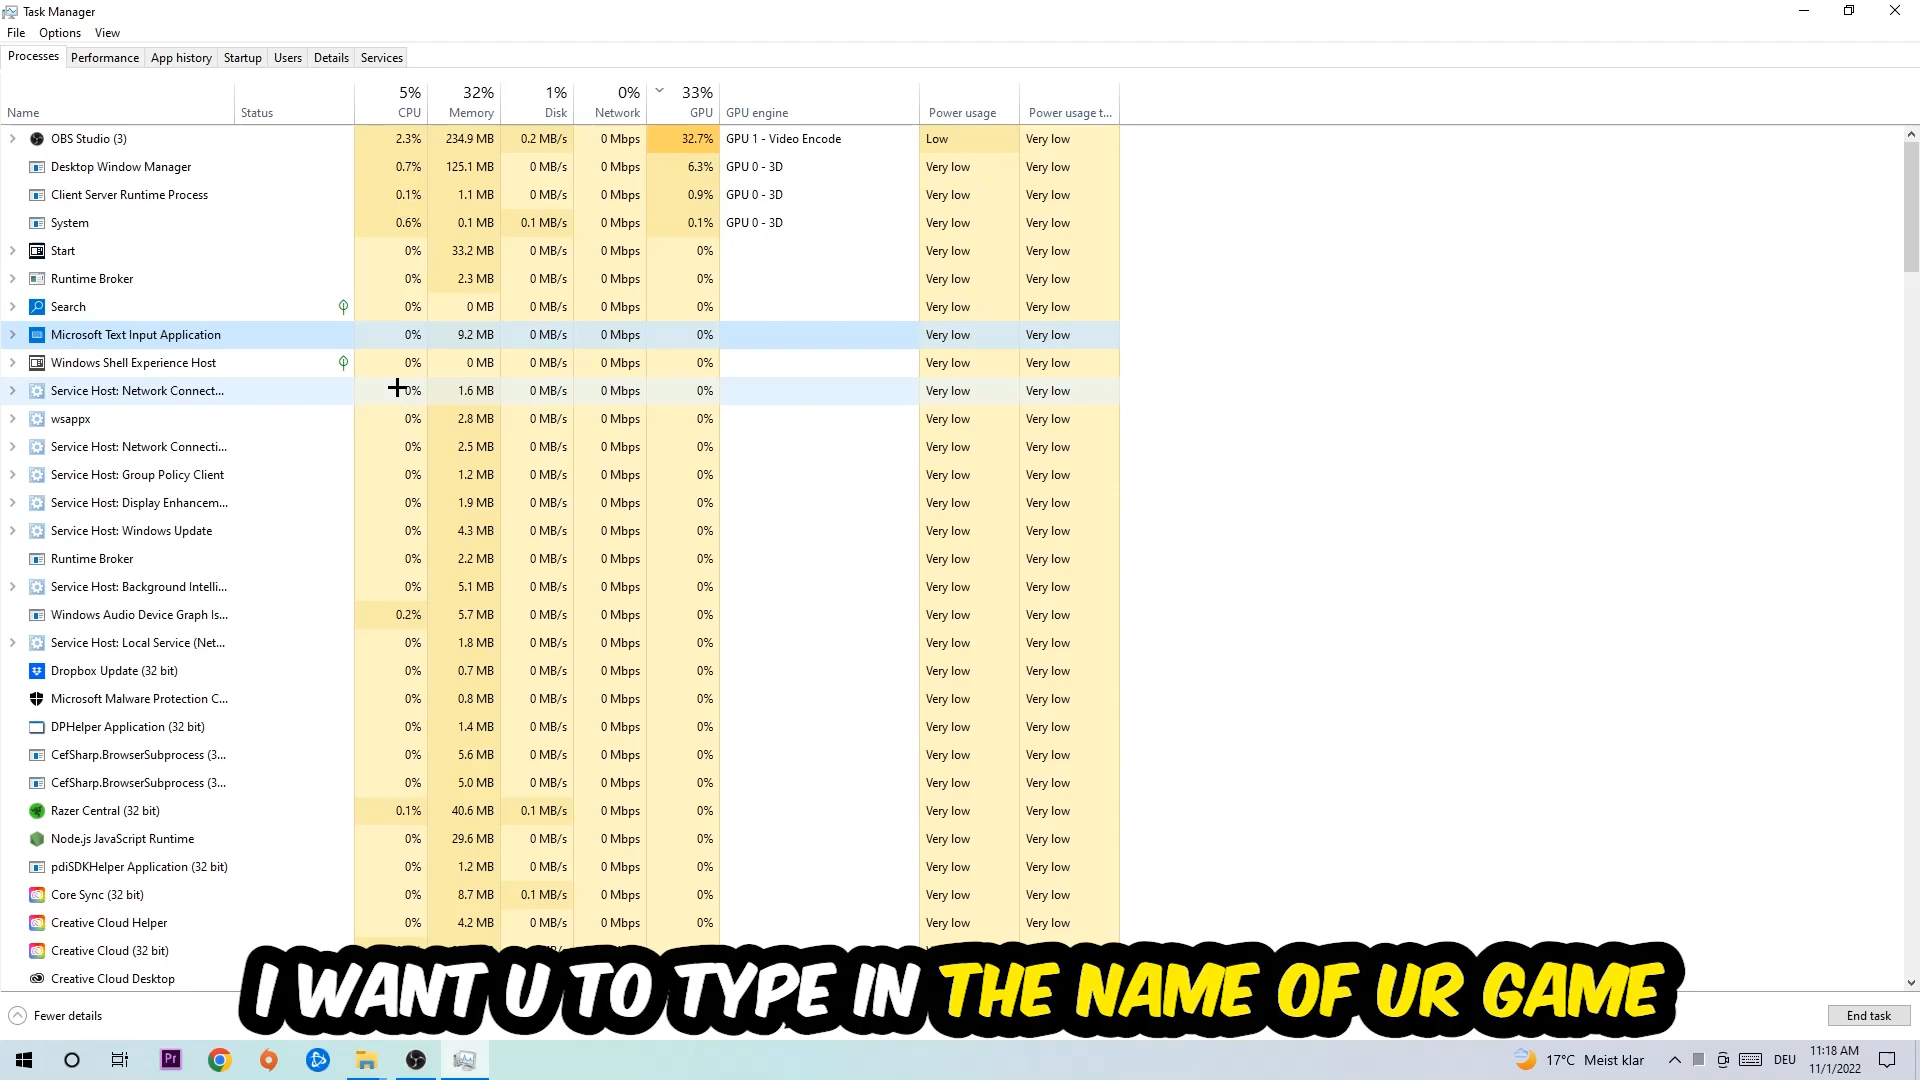 Task Manager
File Options View
Processes Performance App history Startup Users Details Services
5% 32% 1% 0% 33%
Name Status CPU Memory Disk Network GPU GPU engine Power usage Power usage t...
OBS Studio (3) 2.3% 234.9 MB 0.2 MB/s 0 Mbps 32.7% GPU 1 - Video Encode Low Very low
Desktop Window Manager 0.7% 125.1 MB 0 MB/s 0 Mbps 6.3% GPU 0 - 3D Very low Very low
Client Server Runtime Process 0.1% 1.1 MB 0 MB/s 0 Mbps 0.9% GPU 0 - 3D Very low Very low
System 0.6% 0.1 MB 0.1 MB/s 0 Mbps 0.1% GPU 0 - 3D Very low Very low
Start 0% 33.2 MB 0 MB/s 0 Mbps 0% Very low Very low
Runtime Broker 0% 2.3 MB 0 MB/s 0 Mbps 0% Very low Very low
Search 0% 0 MB 0 MB/s 0 Mbps 0% Very low Very low
Microsoft Text Input Application 0% 9.2 MB 0 MB/s 0 Mbps 0% Very low Very low
Windows Shell Experience Host 0% 0 MB 0 MB/s 0 Mbps 0% Very low Very low
Service Host: Network Connect... 0% 1.6 MB 0 MB/s 0 Mbps 0% Very low Very low
wsappx 0% 2.8 MB 0 MB/s 0 Mbps 0% Very low Very low
Service Host: Network Connecti... 0% 2.5 MB 0 MB/s 0 Mbps 0% Very low Very low
Service Host: Group Policy Client 0% 1.2 MB 0 MB/s 0 Mbps 0% Very low Very low
Service Host: Display Enhancem... 0% 1.9 MB 0 MB/s 0 Mbps 0% Very low Very low
Service Host: Windows Update 0% 4.3 MB 0 MB/s 0 Mbps 0% Very low Very low
Runtime Broker 0% 2.2 MB 0 MB/s 0 Mbps 0% Very low Very low
Service Host: Background Intelli... 0% 5.1 MB 0 MB/s 0 Mbps 0% Very low Very low
Windows Audio Device Graph Is... 0.2% 5.7 MB 0 MB/s 0 Mbps 0% Very low Very low
Service Host: Local Service (Net... 0% 1.8 MB 0 MB/s 0 Mbps 0% Very low Very low
Dropbox Update (32 bit) 0% 0.7 MB 0 MB/s 0 Mbps 0% Very low Very low
Microsoft Malware Protection C... 0% 0.8 MB 0 MB/s 0 Mbps 0% Very low Very low
DPHelper Application (32 bit) 0% 1.4 MB 0 MB/s 0 Mbps 0% Very low Very low
CefSharp.BrowserSubprocess (3... 0% 5.6 MB 0 MB/s 0 Mbps 0% Very low Very low
CefSharp.BrowserSubprocess (3... 0% 5.0 MB 0 MB/s 0 Mbps 0% Very low Very low
Razer Central (32 bit) 0.1% 40.6 MB 0.1 MB/s 0 Mbps 0% Very low Very low
Node.js JavaScript Runtime 0% 29.6 MB 0 MB/s 0 Mbps 0% Very low Very low
pdiSDKHelper Application (32 bit) 0% 1.2 MB 0 MB/s 0 Mbps 0% Very low Very low
Core Sync (32 bit) 0% 8.7 MB 0.1 MB/s 0 Mbps 0% Very low Very low
Creative Cloud Helper 0% 4.2 MB 0 MB/s 0 Mbps 0% Very low Very low
Creative Cloud (32 bit)
Creative Cloud Desktop
I WANT U TO TYPE IN THE NAME OF UR GAME
Fewer details End task
Pr 17°C Meist klar DEU 11:18 AM
11/1/2022